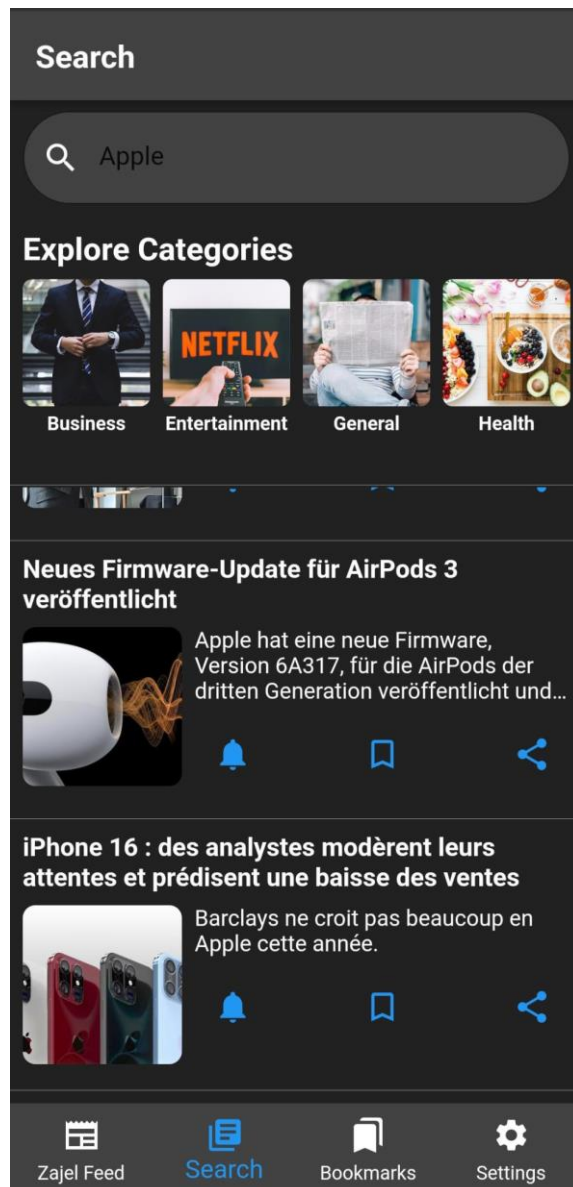 Search
Apple
Explore Categories
NETFLIX
Business
Entertainment
General
Health
Neues Firmware-Update für AirPods 3
veröffentlicht
Apple hat eine neue Firmware,
Version 6A317, für die AirPods der
dritten Generation veröffentlicht und…
iPhone 16 : des analystes modèrent leurs
attentes et prédisent une baisse des ventes
Barclays ne croit pas beaucoup en
Apple cette année.
Zajel Feed
Search
Bookmarks
Settings